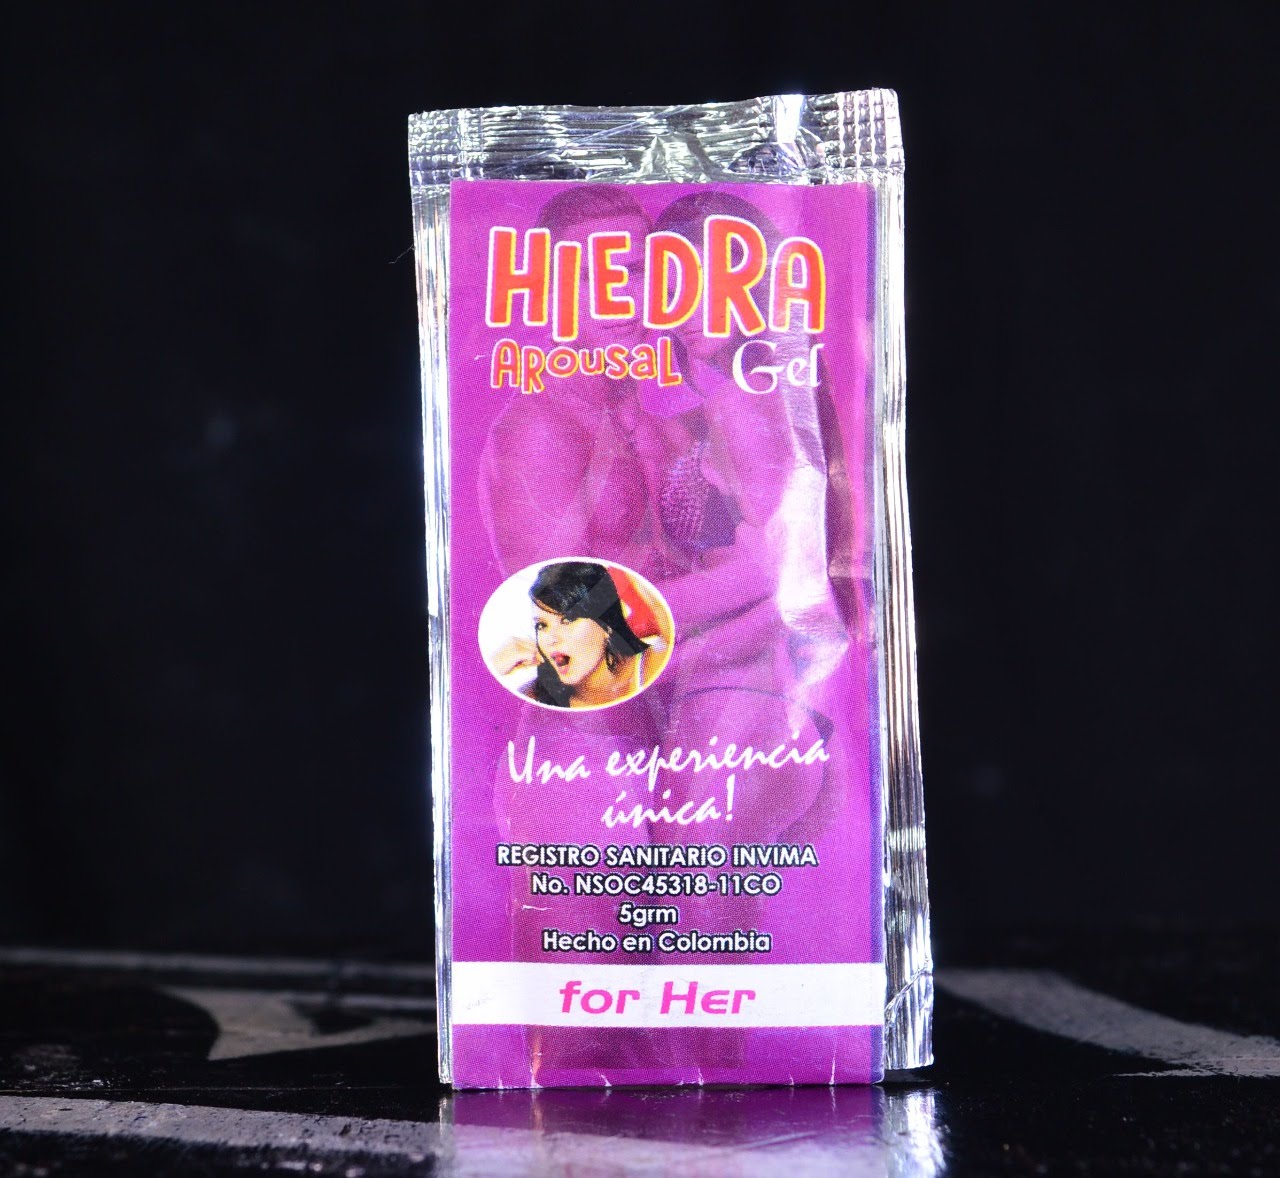 HIEDRA
AROUSAL Gel
Una experiencia
única!
REGISTRO SANITARIO INVIMA
No. NSOC45318-11CO
5grm
Hecho en Colombia
for Her